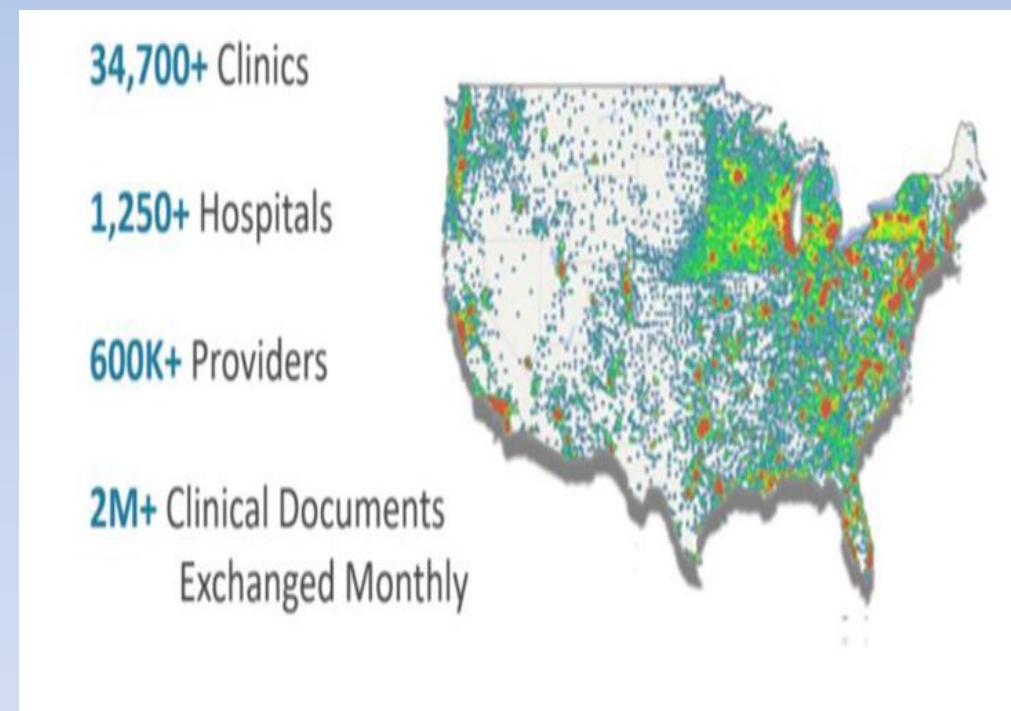 34,700+ Clinics
1,250+ Hospitals
600K+ Providers
2M+ Clinical Documents
Exchanged Monthly